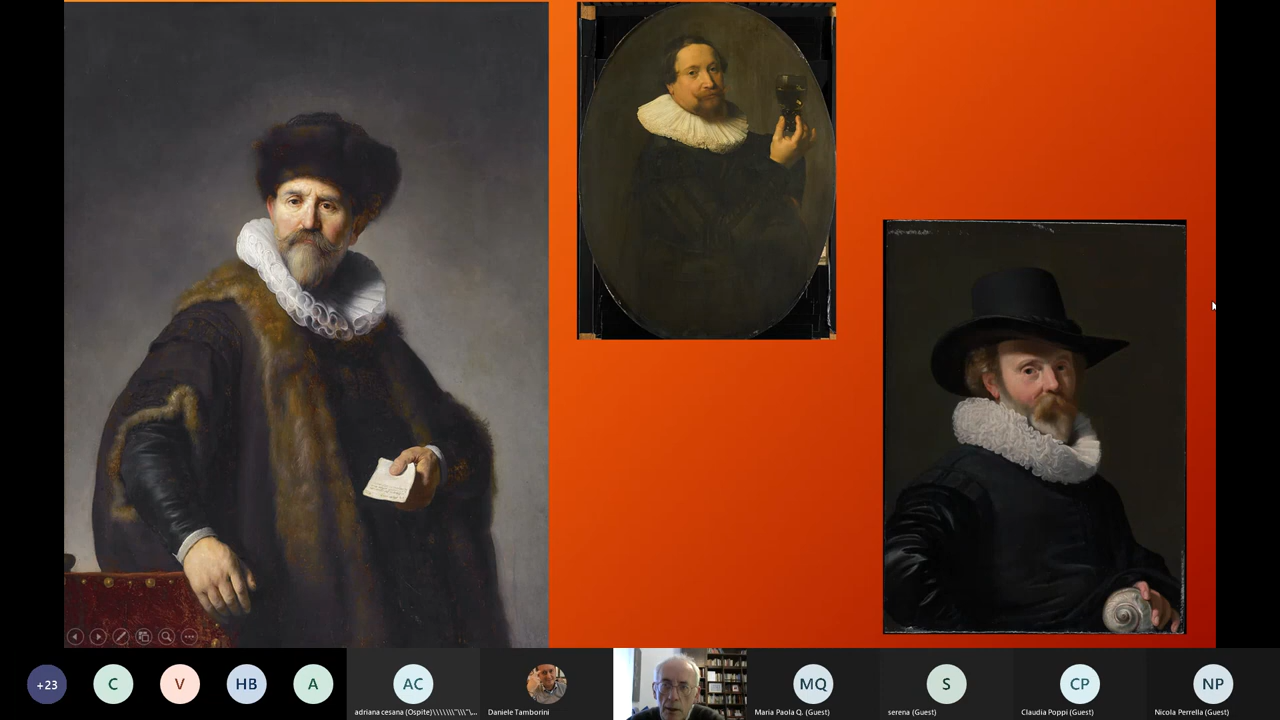 +23
C
V
HB
A
AC
MQ
S
CP
NP
adriana cesana (Ospite)\\\\\\\"\\\"\...
Daniele Tamborini
Maria Paola Q. (Guest)
serena (Guest)
Claudia Poppi (Guest)
Nicola Perrella (Guest)